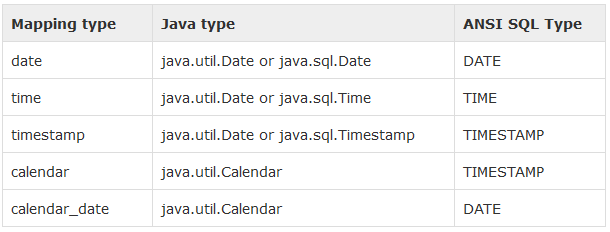 Mapping type Java type ANSI SQL Type
date java.util.Date or java.sql.Date DATE
time java.util.Date or java.sql.Time TIME
timestamp java.util.Date or java.sql.Timestamp TIMESTAMP
calendar java.util.Calendar TIMESTAMP
calendar_date java.util.Calendar DATE